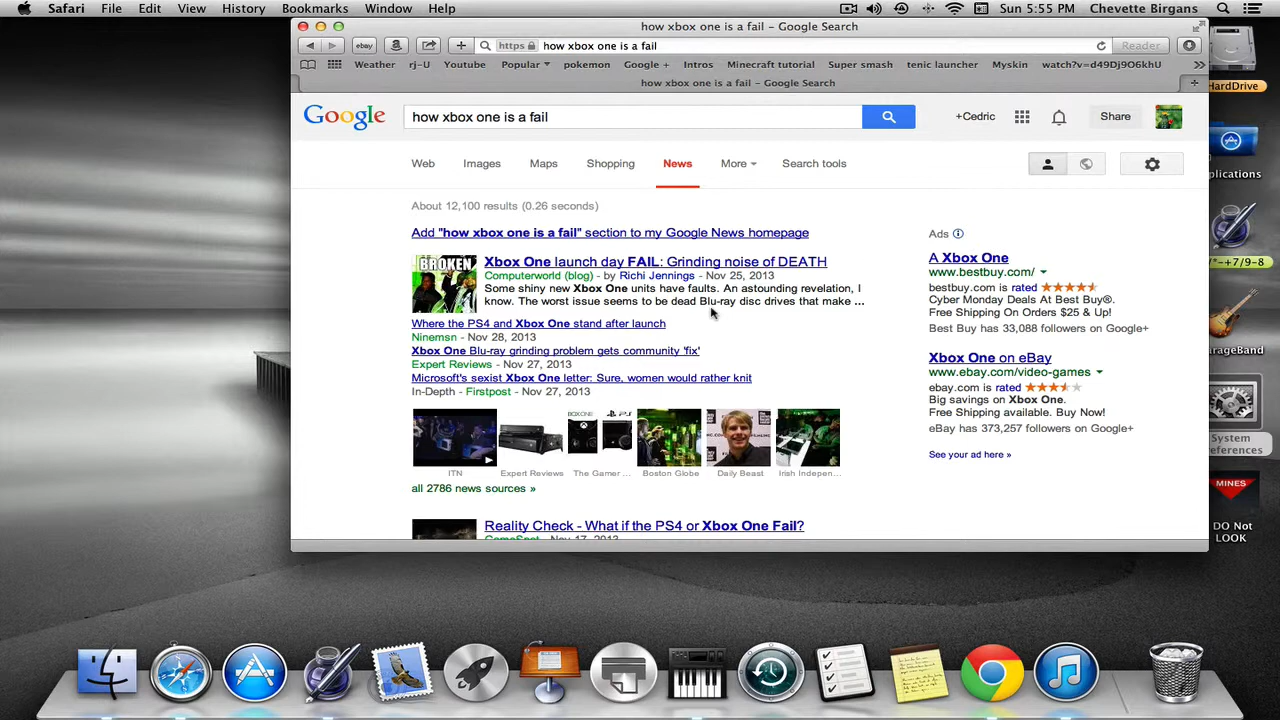 Safari File Edit View History Bookmarks Window Help Sun 5:55 PM Chevette Birgans
how xbox one is a fail - Google Search
ebay https how xbox one is a fail Reader
Weather rj-U Youtube Popular pokemon Google + Intros Minecraft tutorial Super smash tenic launcher Myskin watch?v=d49Dj9O6kHU
how xbox one is a fail - Google Search
HardDrive
Google how xbox one is a fail +Cedric Share
Web Images Maps Shopping News More Search tools
pplications
About 12,100 results (0.26 seconds)
Add "how xbox one is a fail" section to my Google News homepage
BROKEN
Xbox One launch day FAIL: Grinding noise of DEATH
Computerworld (blog) - by Richi Jennings - Nov 25, 2013
Some shiny new Xbox One units have faults. An astounding revelation, I
know. The worst issue seems to be dead Blu-ray disc drives that make ...
Where the PS4 and Xbox One stand after launch
Ninemsn - Nov 28, 2013
Xbox One Blu-ray grinding problem gets community 'fix'
Expert Reviews - Nov 27, 2013
Microsoft's sexist Xbox One letter: Sure, women would rather knit
In-Depth - Firstpost - Nov 27, 2013
ITN Expert Reviews The Gamer ... Boston Globe Daily Beast Irish Indepen...
all 2786 news sources »
Reality Check - What if the PS4 or Xbox One Fail?
GameSpot - Nov 17, 2013
Ads
A Xbox One
www.bestbuy.com/
bestbuy.com is rated
Cyber Monday Deals At Best Buy®.
Free Shipping On Orders $25 & Up!
Best Buy has 33,088 followers on Google+
Xbox One on eBay
www.ebay.com/video-games
ebay.com is rated
Big savings on Xbox One.
Free Shipping available. Buy Now!
eBay has 373,257 followers on Google+
See your ad here »
/*-+7/9-8
arageBand
System
references
MINES
DO Not
LOOK